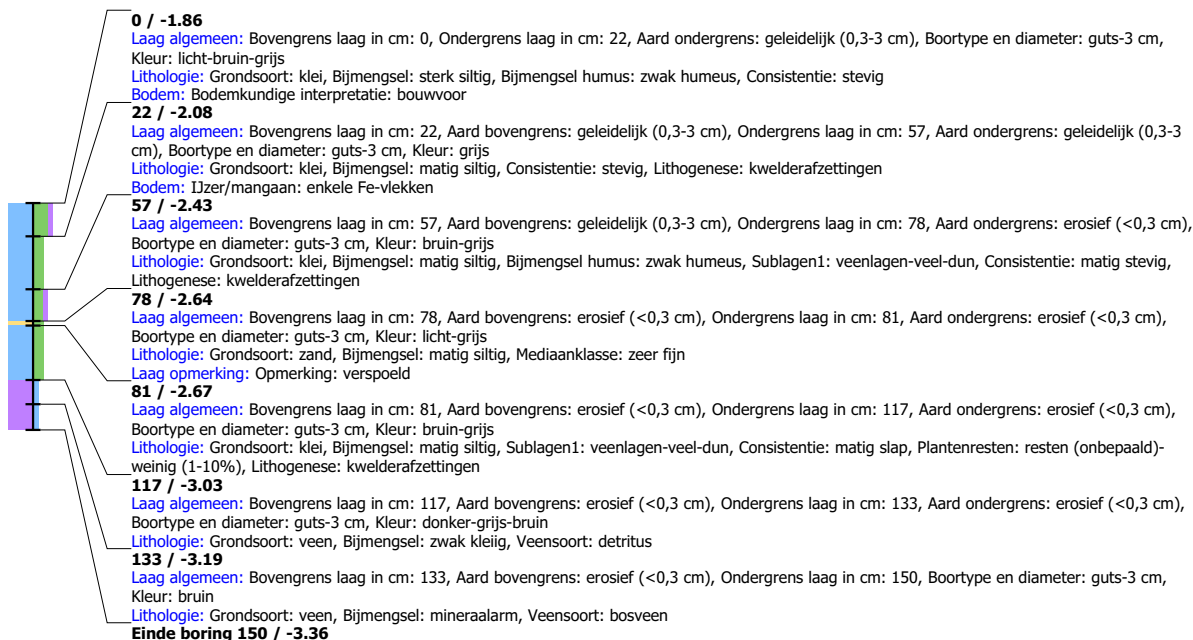 0 / -1.86
Laag algemeen: Bovengrens laag in cm: 0, Ondergrens laag in cm: 22, Aard ondergrens: geleidelijk (0,3-3 cm), Boortype en diameter: guts-3 cm,
Kleur: licht-bruin-grijs
Lithologie: Grondsoort: klei, Bijmengsel: sterk siltig, Bijmengsel humus: zwak humeus, Consistentie: stevig
Bodem: Bodemkundige interpretatie: bouwvoor
22 / -2.08
Laag algemeen: Bovengrens laag in cm: 22, Aard bovengrens: geleidelijk (0,3-3 cm), Ondergrens laag in cm: 57, Aard ondergrens: geleidelijk (0,3-3
cm), Boortype en diameter: guts-3 cm, Kleur: grijs
Lithologie: Grondsoort: klei, Bijmengsel: matig siltig, Consistentie: stevig, Lithogenese: kwelderafzettingen
Bodem: IJzer/mangaan: enkele Fe-vlekken
57 / -2.43
Laag algemeen: Bovengrens laag in cm: 57, Aard bovengrens: geleidelijk (0,3-3 cm), Ondergrens laag in cm: 78, Aard ondergrens: erosief (<0,3 cm),
Boortype en diameter: guts-3 cm, Kleur: bruin-grijs
Lithologie: Grondsoort: klei, Bijmengsel: matig siltig, Bijmengsel humus: zwak humeus, Sublagen1: veenlagen-veel-dun, Consistentie: matig stevig,
Lithogenese: kwelderafzettingen
78 / -2.64
Laag algemeen: Bovengrens laag in cm: 78, Aard bovengrens: erosief (<0,3 cm), Ondergrens laag in cm: 81, Aard ondergrens: erosief (<0,3 cm),
Boortype en diameter: guts-3 cm, Kleur: licht-grijs
Lithologie: Grondsoort: zand, Bijmengsel: matig siltig, Mediaanklasse: zeer fijn
Laag opmerking: Opmerking: verspoeld
81 / -2.67
Laag algemeen: Bovengrens laag in cm: 81, Aard bovengrens: erosief (<0,3 cm), Ondergrens laag in cm: 117, Aard ondergrens: erosief (<0,3 cm),
Boortype en diameter: guts-3 cm, Kleur: bruin-grijs
Lithologie: Grondsoort: klei, Bijmengsel: matig siltig, Sublagen1: veenlagen-veel-dun, Consistentie: matig slap, Plantenresten: resten (onbepaald)-
weinig (1-10%), Lithogenese: kwelderafzettingen
117 / -3.03
Laag algemeen: Bovengrens laag in cm: 117, Aard bovengrens: erosief (<0,3 cm), Ondergrens laag in cm: 133, Aard ondergrens: erosief (<0,3 cm),
Boortype en diameter: guts-3 cm, Kleur: donker-grijs-bruin
Lithologie: Grondsoort: veen, Bijmengsel: zwak kleiig, Veensoort: detritus
133 / -3.19
Laag algemeen: Bovengrens laag in cm: 133, Aard bovengrens: erosief (<0,3 cm), Ondergrens laag in cm: 150, Boortype en diameter: guts-3 cm,
Kleur: bruin
Lithologie: Grondsoort: veen, Bijmengsel: mineraalarm, Veensoort: bosveen
Einde boring 150 / -3.36